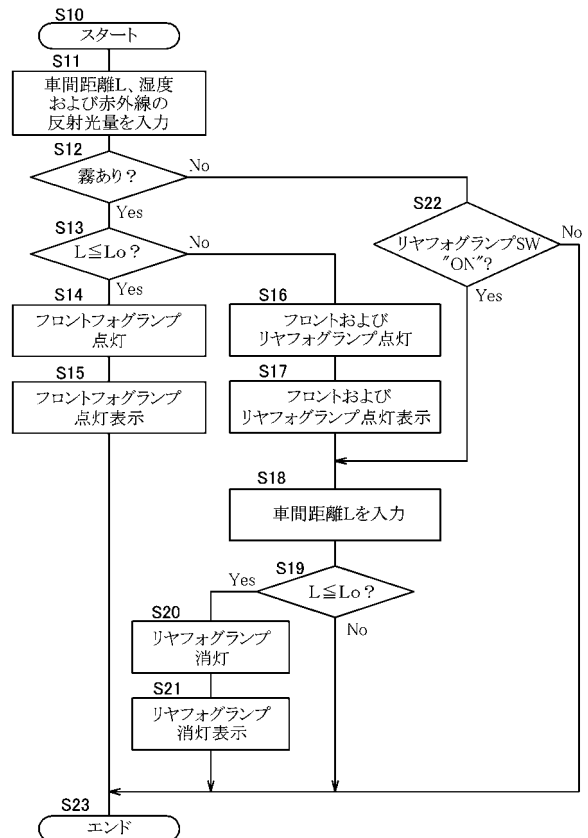 S10
スタート
S11
車間距離L、湿度
および赤外線の
反射光量を入力
S12
霧あり?
No
Yes
S22
リヤフォグランプSW
"ON"?
No
Yes
S13
L≦Lo?
No
Yes
S14
フロントフォグランプ
点灯
S15
フロントフォグランプ
点灯表示
S16
フロントおよび
リヤフォグランプ点灯
S17
フロントおよび
リヤフォグランプ点灯表示
S18
車間距離Lを入力
S19
L≦Lo?
Yes
No
S20
リヤフォグランプ
消灯
S21
リヤフォグランプ
消灯表示
S23
エンド